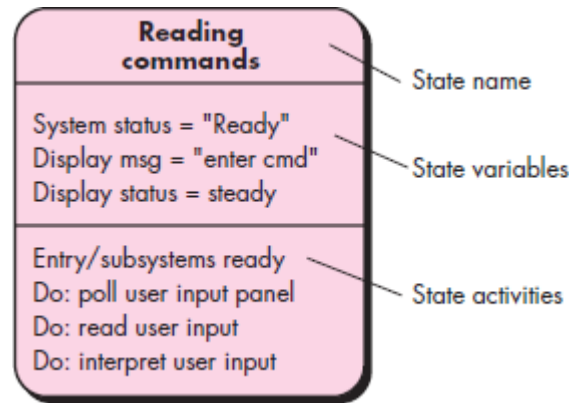 Reading
commands
State name
System status = "Ready"
Display msg = "enter cmd"
Display status = steady
State variables
Entry/subsystems ready
Do: poll user input panel
Do: read user input
Do: interpret user input
State activities